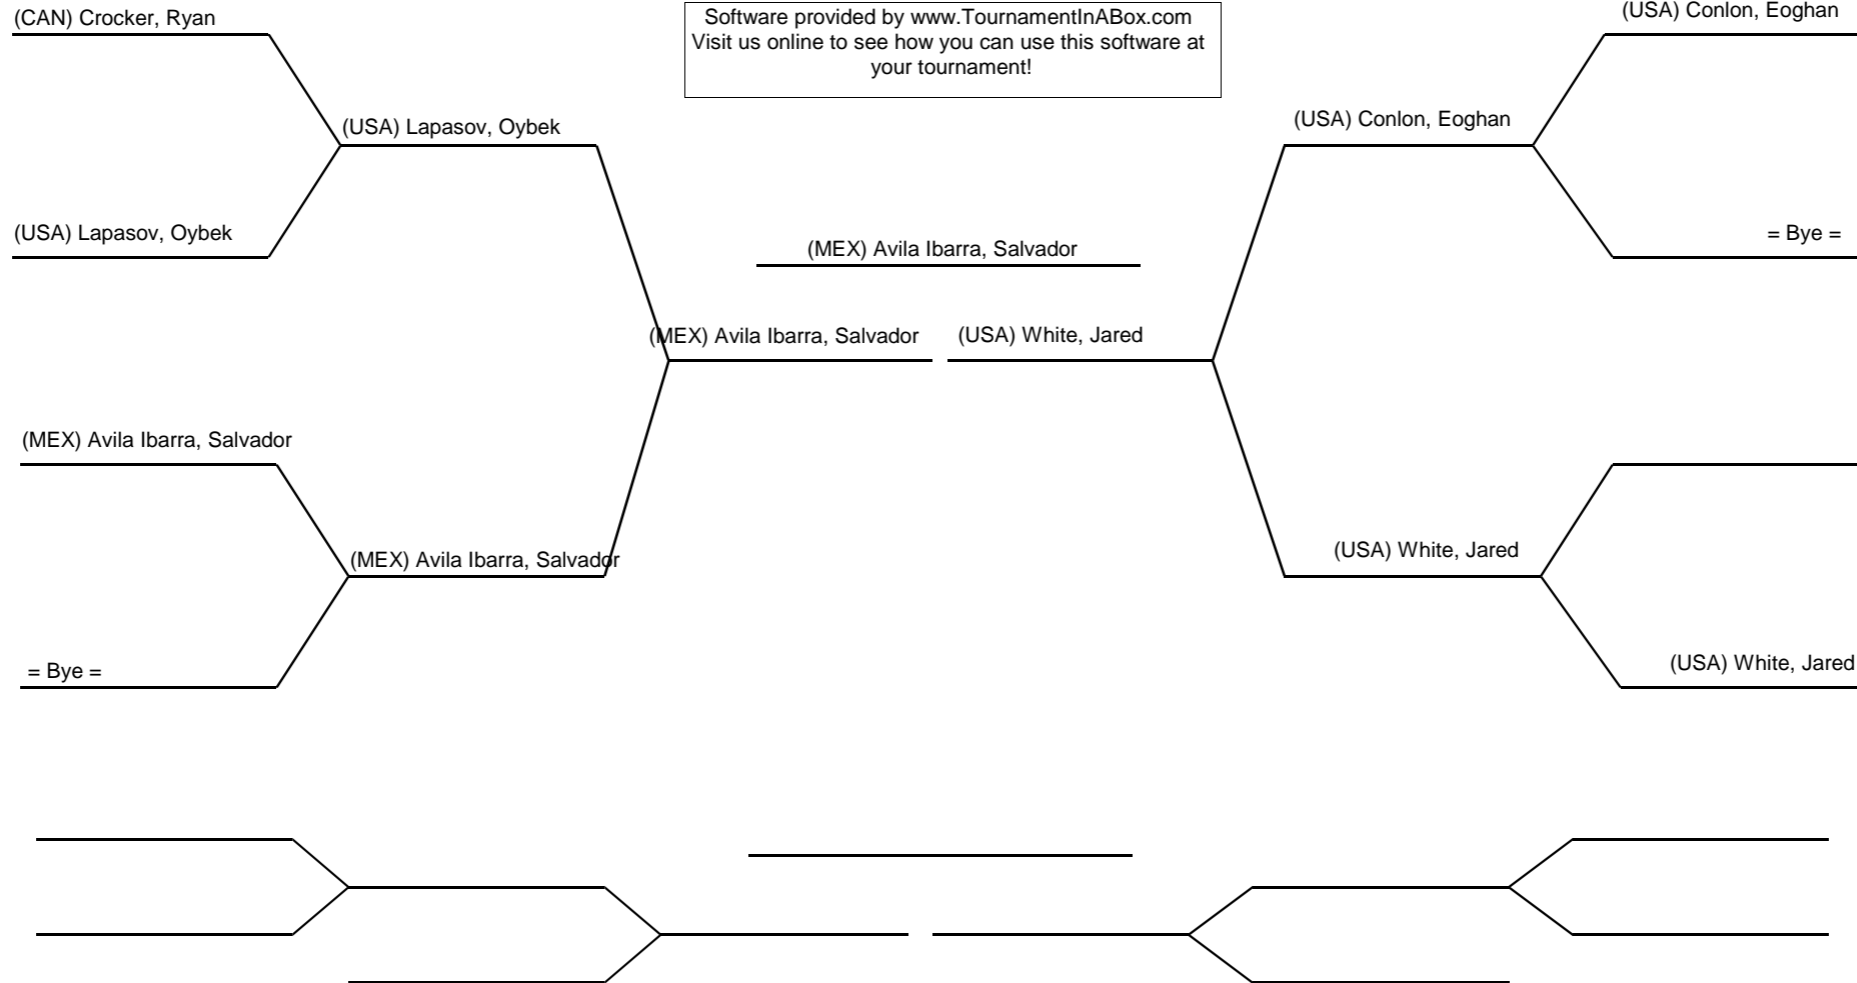 (CAN) Crocker, Ryan
Software provided by www.TournamentInABox.com
Visit us online to see how you can use this software at
your tournament!
(USA) Conlon, Eoghan
(USA) Lapasov, Oybek
(USA) Conlon, Eoghan
(USA) Lapasov, Oybek
(MEX) Avila Ibarra, Salvador
= Bye =
(MEX) Avila Ibarra, Salvador
(USA) White, Jared
(MEX) Avila Ibarra, Salvador
(MEX) Avila Ibarra, Salvador
(USA) White, Jared
= Bye =
(USA) White, Jared